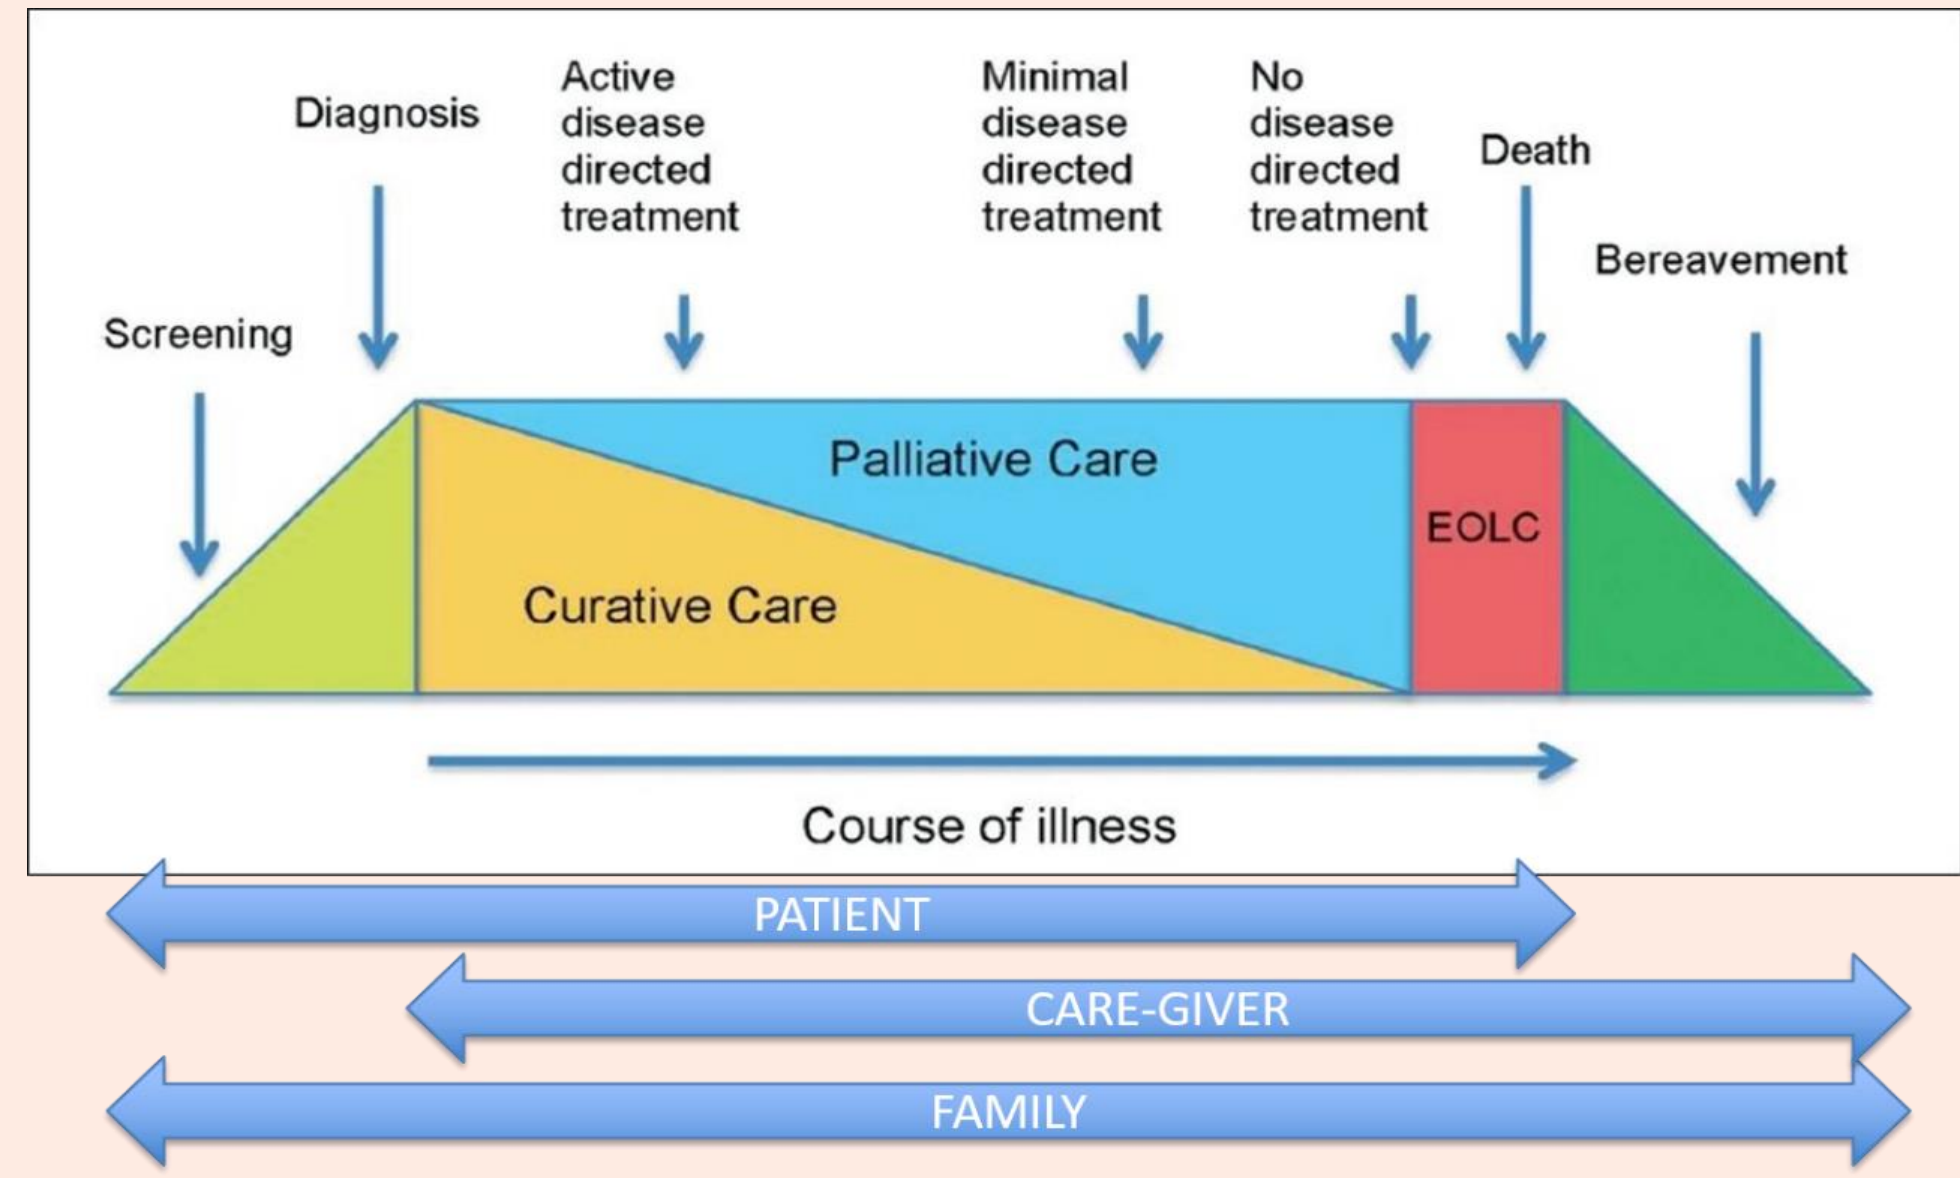 Diagnosis
Active
disease
directed
treatment
Minimal
disease
directed
treatment
No
disease
directed
treatment
Death
Bereavement
Screening
Palliative Care
EOLC
Curative Care
Course of illness
PATIENT
CARE-GIVER
FAMILY